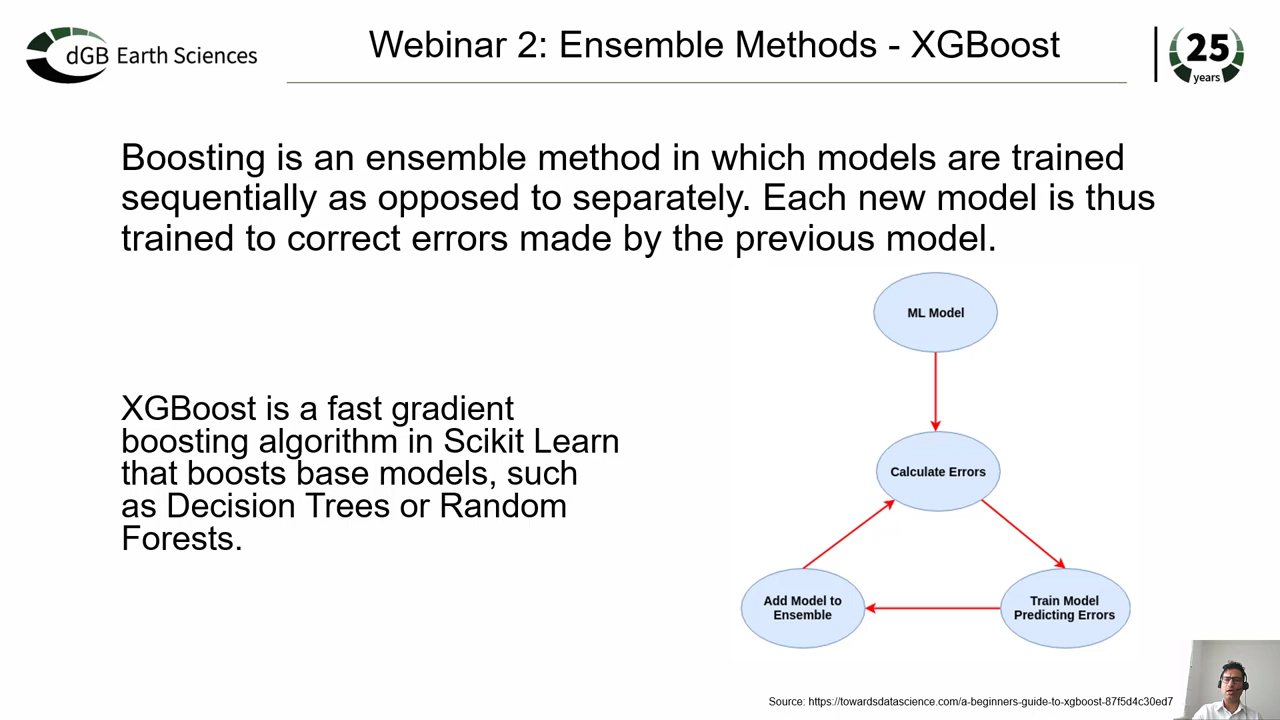 dGB Earth Sciences
Webinar 2: Ensemble Methods - XGBoost
25
years
Boosting is an ensemble method in which models are trained
sequentially as opposed to separately. Each new model is thus
trained to correct errors made by the previous model.
XGBoost is a fast gradient
boosting algorithm in Scikit Learn
that boosts base models, such
as Decision Trees or Random
Forests.
ML Model
Calculate Errors
Add Model to
Ensemble
Train Model
Predicting Errors
Source: https://towardsdatascience.com/a-beginners-guide-to-xgboost-87f5d4c30ed7